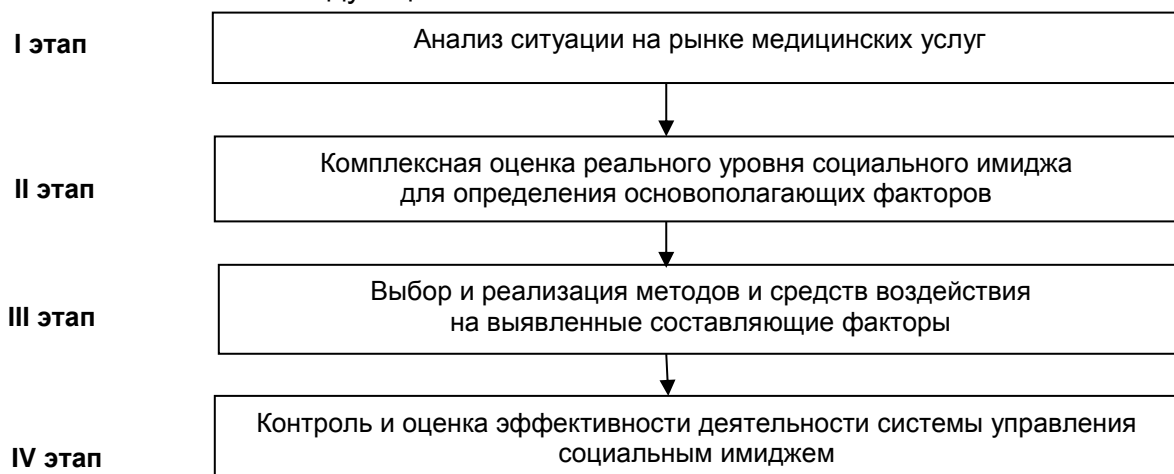 I этап
Анализ ситуации на рынке медицинских услуг
II этап
Комплексная оценка реального уровня социального имиджа
для определения основополагающих факторов
III этап
Выбор и реализация методов и средств воздействия
на выявленные составляющие факторы
IV этап
Контроль и оценка эффективности деятельности системы управления
социальным имиджем